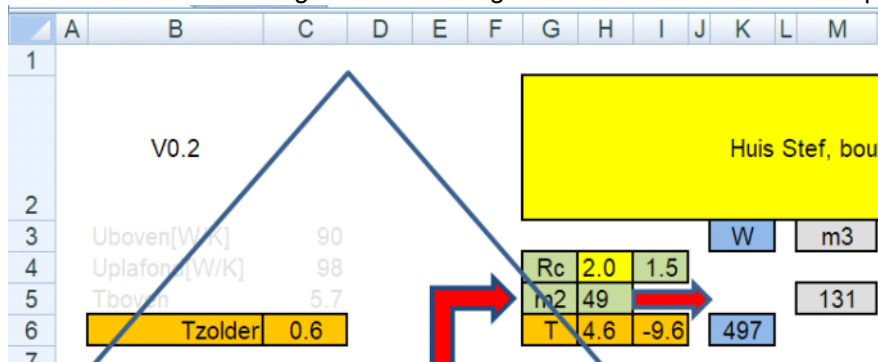 A B C D E F G H I J K L M
1
V0.2 Huis Stef, bou
2
3 Uboven[W/K] 90 W m3
4 Uplafond[W/K] 98 Rc 2.0 1.5
5 Tboven 5.7 m2 49 131
6 Tzolder 0.6 T 4.6 -9.6 497